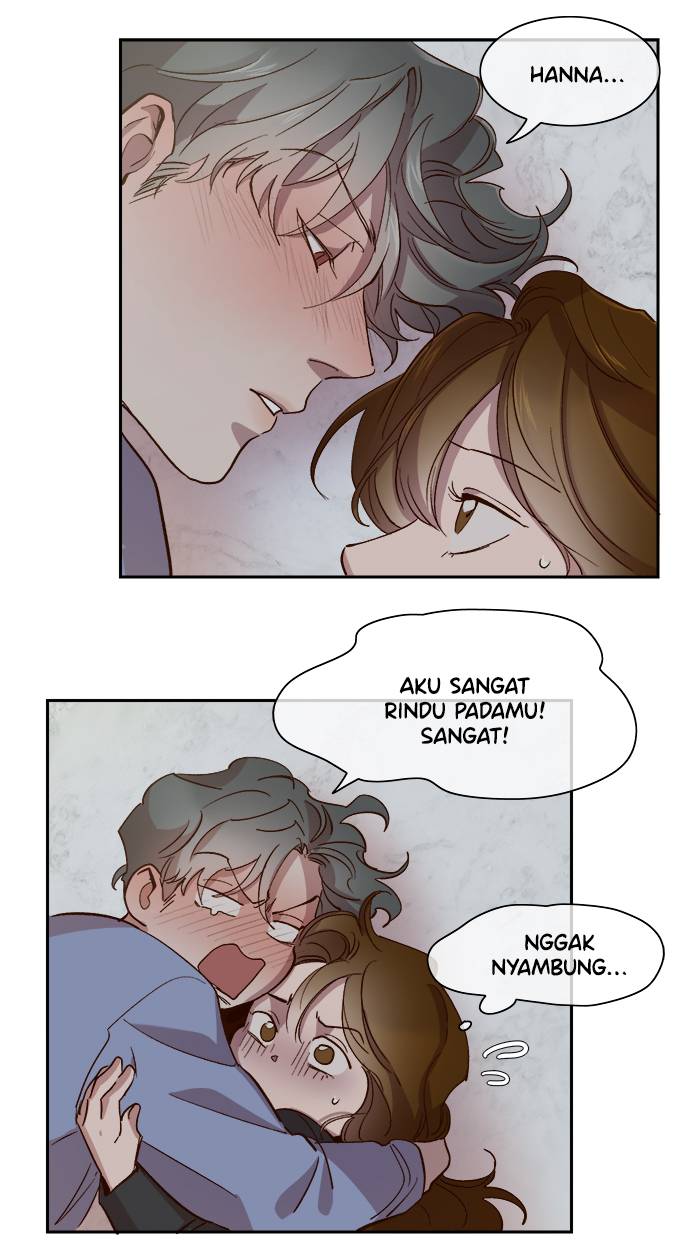 HANNA...
AKU SANGAT
RINDU PADAMU!
SANGAT!
NGGAK
NYAMBUNG...